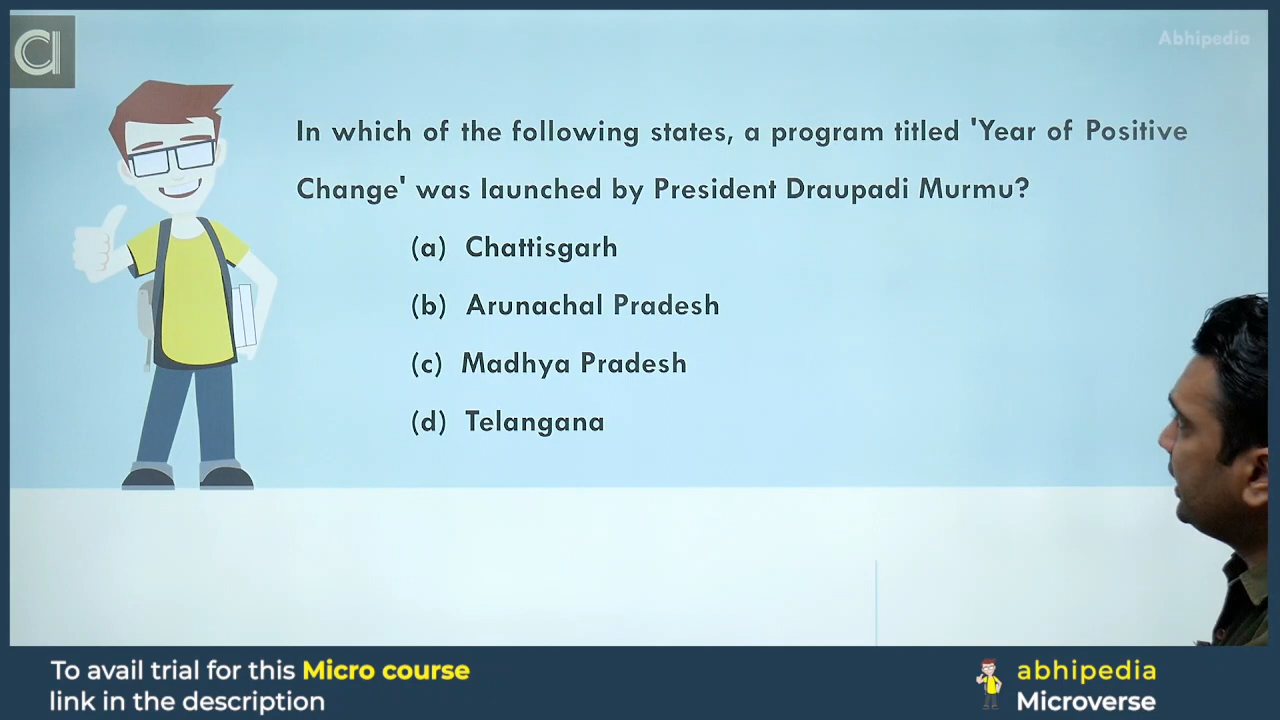 Abhipedia
In which of the following states, a program titled 'Year of Positive
Change' was launched by President Draupadi Murmu?
(a) Chattisgarh
(b) Arunachal Pradesh
(c) Madhya Pradesh
(d) Telangana
To avail trial for this Micro course
link in the description
abhipedia
Microverse